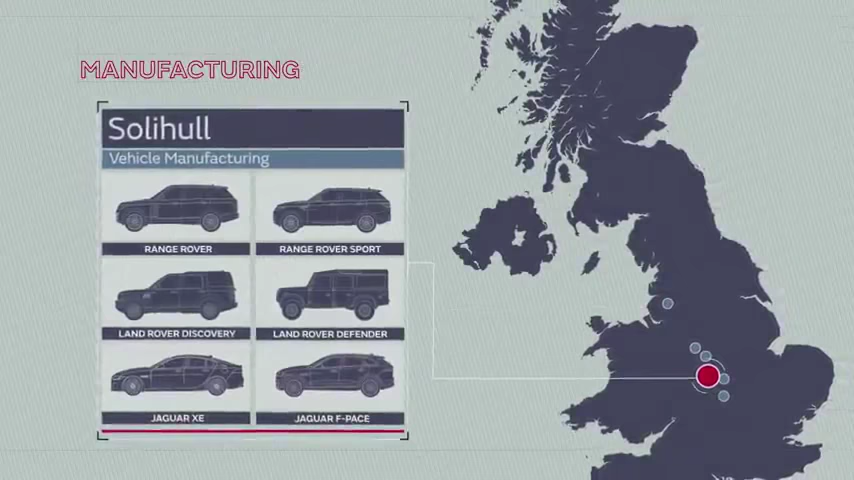 MANUFACTURING
Solihull
Vehicle Manufacturing
RANGE ROVER
RANGE ROVER SPORT
LAND ROVER DISCOVERY
LAND ROVER DEFENDER
JAGUAR XE
JAGUAR F-PACE